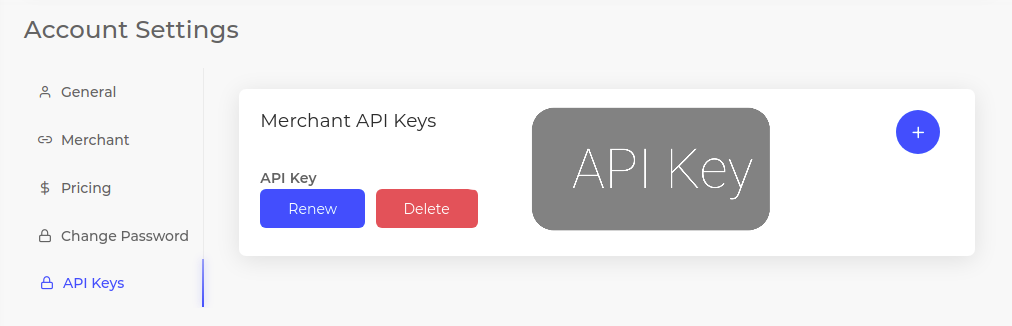 Account Settings
General
Merchant
Pricing
Change Password
API Keys
Merchant API Keys
API Key
Renew
Delete
API Key
+